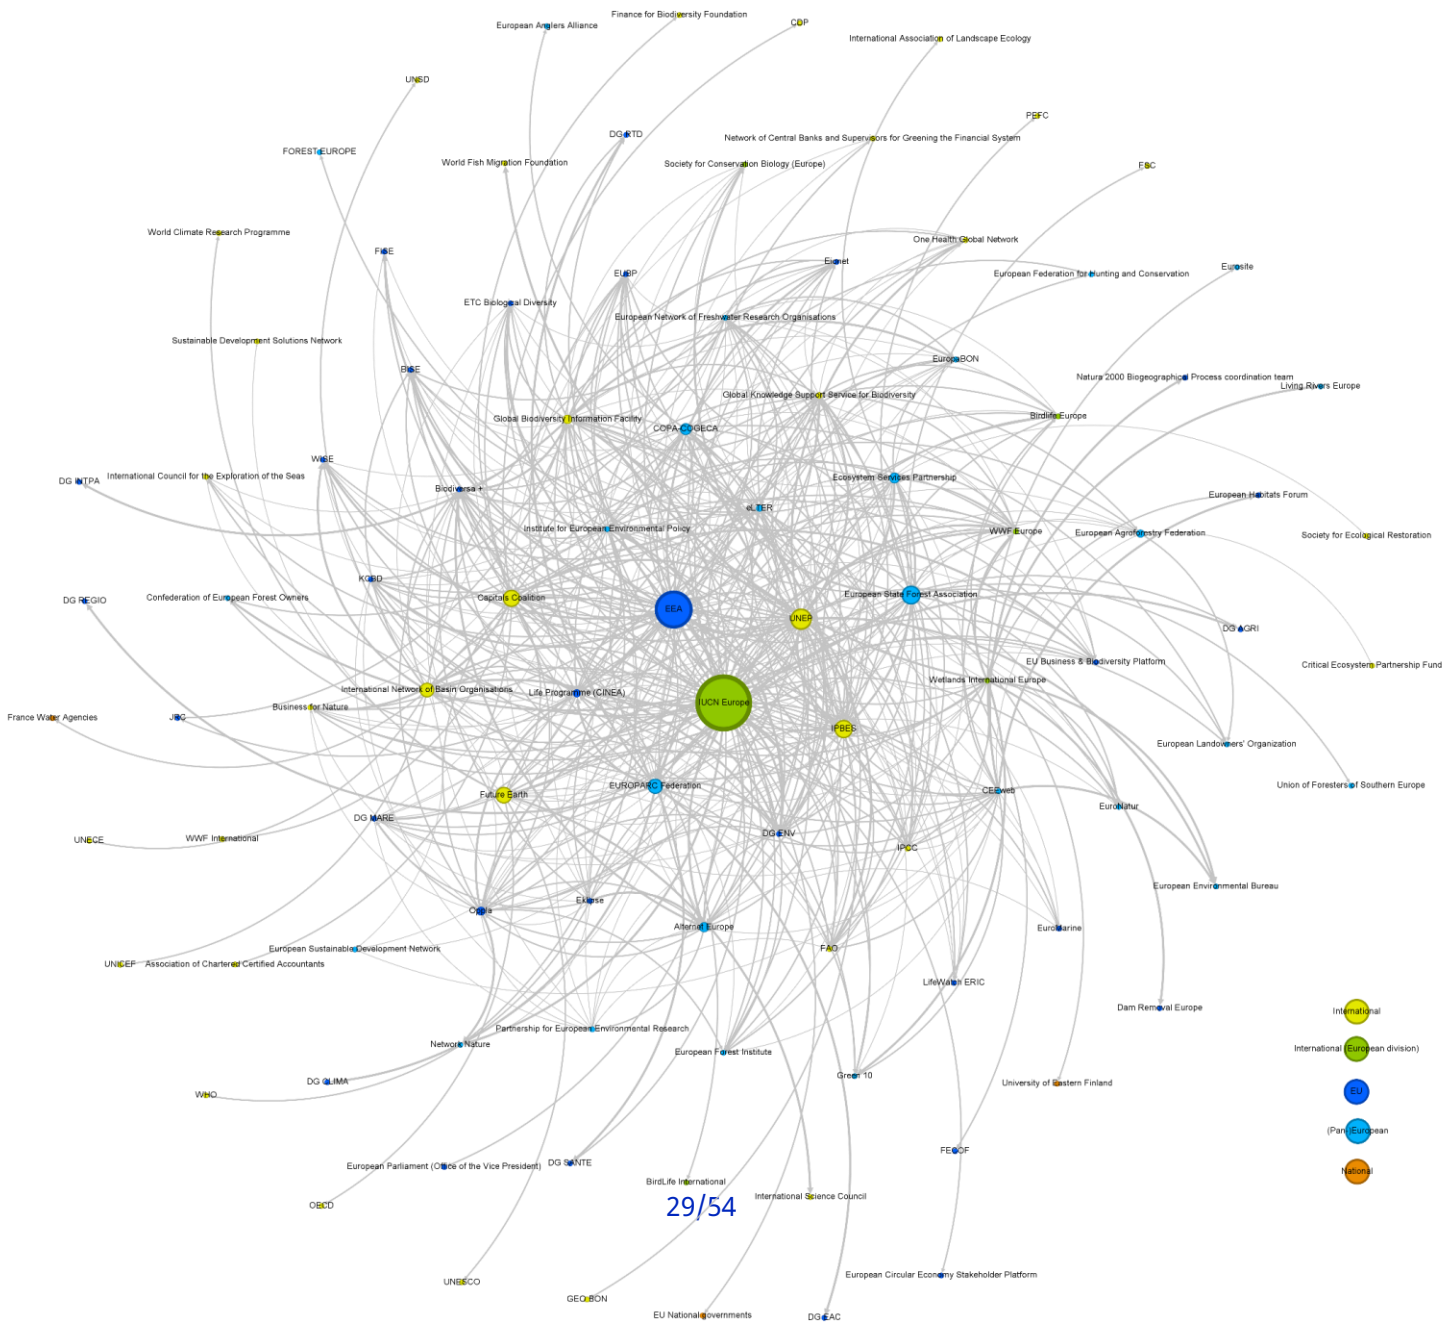 Finance for Biodiversity Foundation
European Anglers Alliance
CDP
International Association of Landscape Ecology
UNSD
PEFC
DG RTD
Network of Central Banks and Supervisors for Greening the Financial System
FOREST EUROPE
World Fish Migration Foundation
Society for Conservation Biology (Europe)
FSC
World Climate Research Programme
One Health Global Network
FISE
Eionet
Eurosite
EUBP
European Federation for Hunting and Conservation
ETC Biological Diversity
European Network of Freshwater Research Organisations
Sustainable Development Solutions Network
EuropaBON
BISE
Natura 2000 Biogeographical Process coordination team
Living Rivers Europe
Global Knowledge Support Service for Biodiversity
Birdlife Europe
Global Biodiversity Information Facility
COPA-COGECA
WISE
International Council for the Exploration of the Seas
Ecosystem Services Partnership
DG INTPA
Biodiversa +
European Habitats Forum
eLTER
Institute for European Environmental Policy
WWF Europe
European Agroforestry Federation
Society for Ecological Restoration
KCBD
Capitals Coalition
European State Forest Association
DG REGIO
Confederation of European Forest Owners
EEA
UNEP
DG AGRI
EU Business & Biodiversity Platform
Critical Ecosystem Partnership Fund
Wetlands International Europe
International Network of Basin Organisations
Life Programme (CINEA)
IUCN Europe
Business for Nature
France Water Agencies
JRC
IPBES
European Landowners' Organization
EUROPARC Federation
Union of Foresters of Southern Europe
CEEweb
Future Earth
EuroNatur
DG MARE
DG ENV
UNECE
WWF International
IPCC
European Environmental Bureau
Ekklese
Oppla
Alternet Europe
EuroMarine
European Sustainable Development Network
FAO
UNICEF
Association of Chartered Certified Accountants
LifeWatch ERIC
Dam Removal Europe
International
Partnership for European Environmental Research
Network Nature
European Forest Institute
International (European division)
Green 10
DG CLIMA
University of Eastern Finland
EU
WHO
(Pan-)European
FECOF
European Parliament (Office of the Vice President)
DG SANTE
National
BirdLife International
International Science Council
OECD
29/54
European Circular Economy Stakeholder Platform
UNESCO
GEO BON
EU National governments
DG EAC